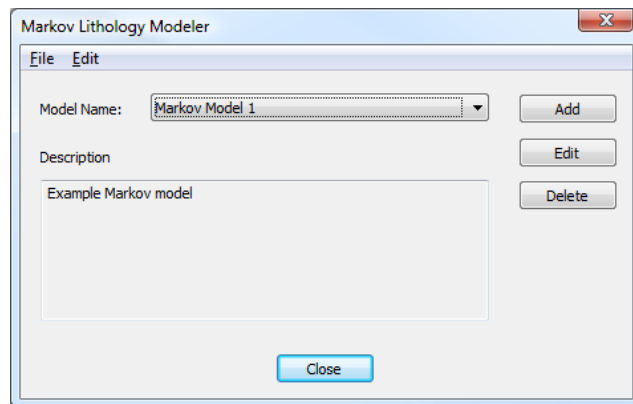 Markov Lithology Modeler
File Edit
Model Name: Markov Model 1 Add
Description Edit
Example Markov model Delete
Close